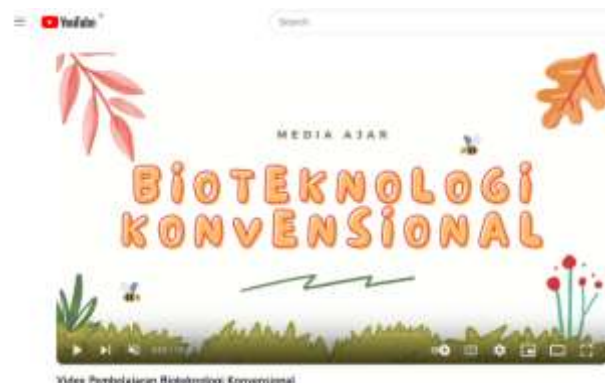 YouTube
Search
MEDIA AJAR
BIOTEKNOLOGI
KONVENSIONAL
Video Pembelajaran Bioteknologi Konvensional